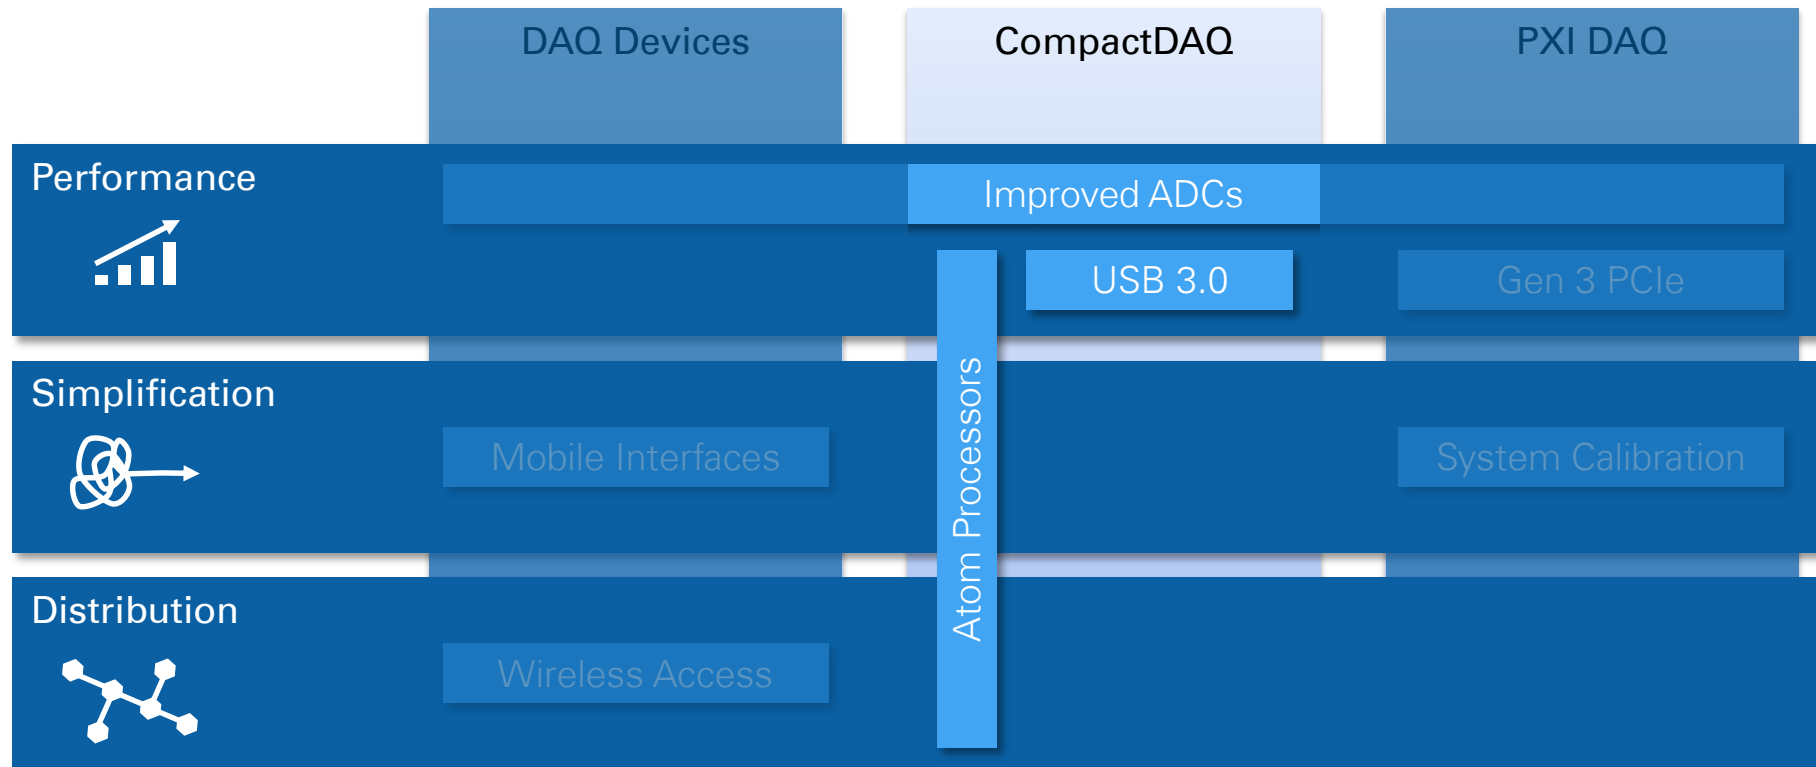 DAQ Devices
CompactDAQ
PXI DAQ
Performance
Improved ADCs
USB 3.0
Gen 3 PCIe
Simplification
Mobile Interfaces
Atom Processors
System Calibration
Distribution
Wireless Access